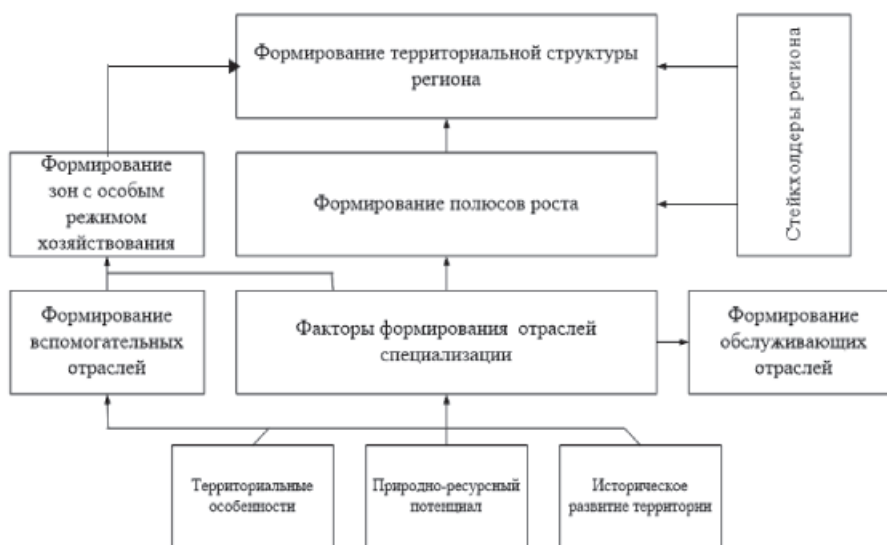 Формирование территориальной структуры
региона
Стейкхолдеры региона
Формирование
зон с особым
режимом
хозяйствования
Формирование полюсов роста
Формирование
вспомогательных
отраслей
Факторы формирования отраслей
специализации
Формирование
обслуживающих
отраслей
Территориальные
особенности
Природно-ресурсный
потенциал
Историческое
развитие территории